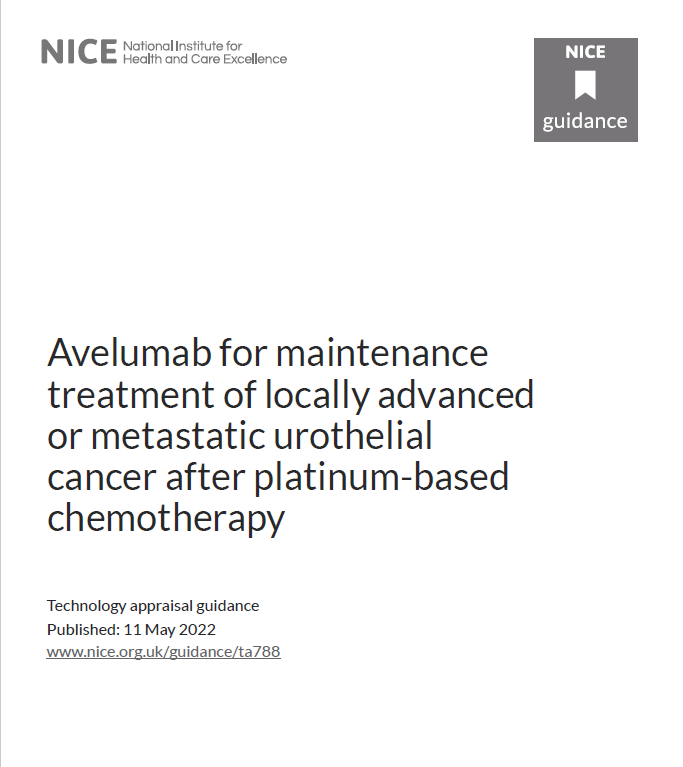 NICE National Institute for
Health and Care Excellence
NICE
guidance
Avelumab for maintenance
treatment of locally advanced
or metastatic urothelial
cancer after platinum-based
chemotherapy
Technology appraisal guidance
Published: 11 May 2022
www.nice.org.uk/guidance/ta788